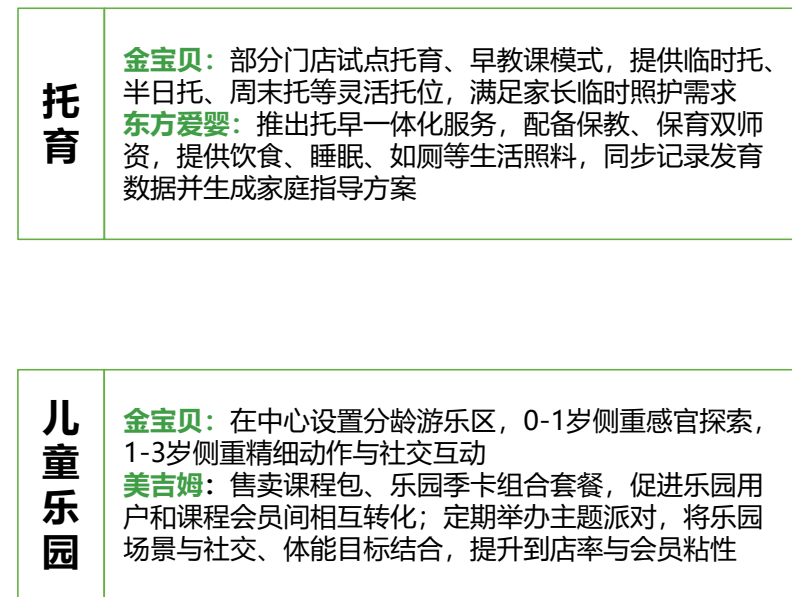 托
育
金宝贝：部分门店试点托育、早教课模式，提供临时托、
半日托、周末托等灵活托位，满足家长临时照护需求
东方爱婴：推出托早一体化服务，配备保教、保育双师
资，提供饮食、睡眠、如厕等生活照料，同步记录发育
数据并生成家庭指导方案
儿
童
乐
园
金宝贝：在中心设置分龄游乐区，0-1岁侧重感官探索，
1-3岁侧重精细动作与社交互动
美吉姆：售卖课程包、乐园季卡组合套餐，促进乐园用
户和课程会员间相互转化；定期举办主题派对，将乐园
场景与社交、体能目标结合，提升到店率与会员粘性